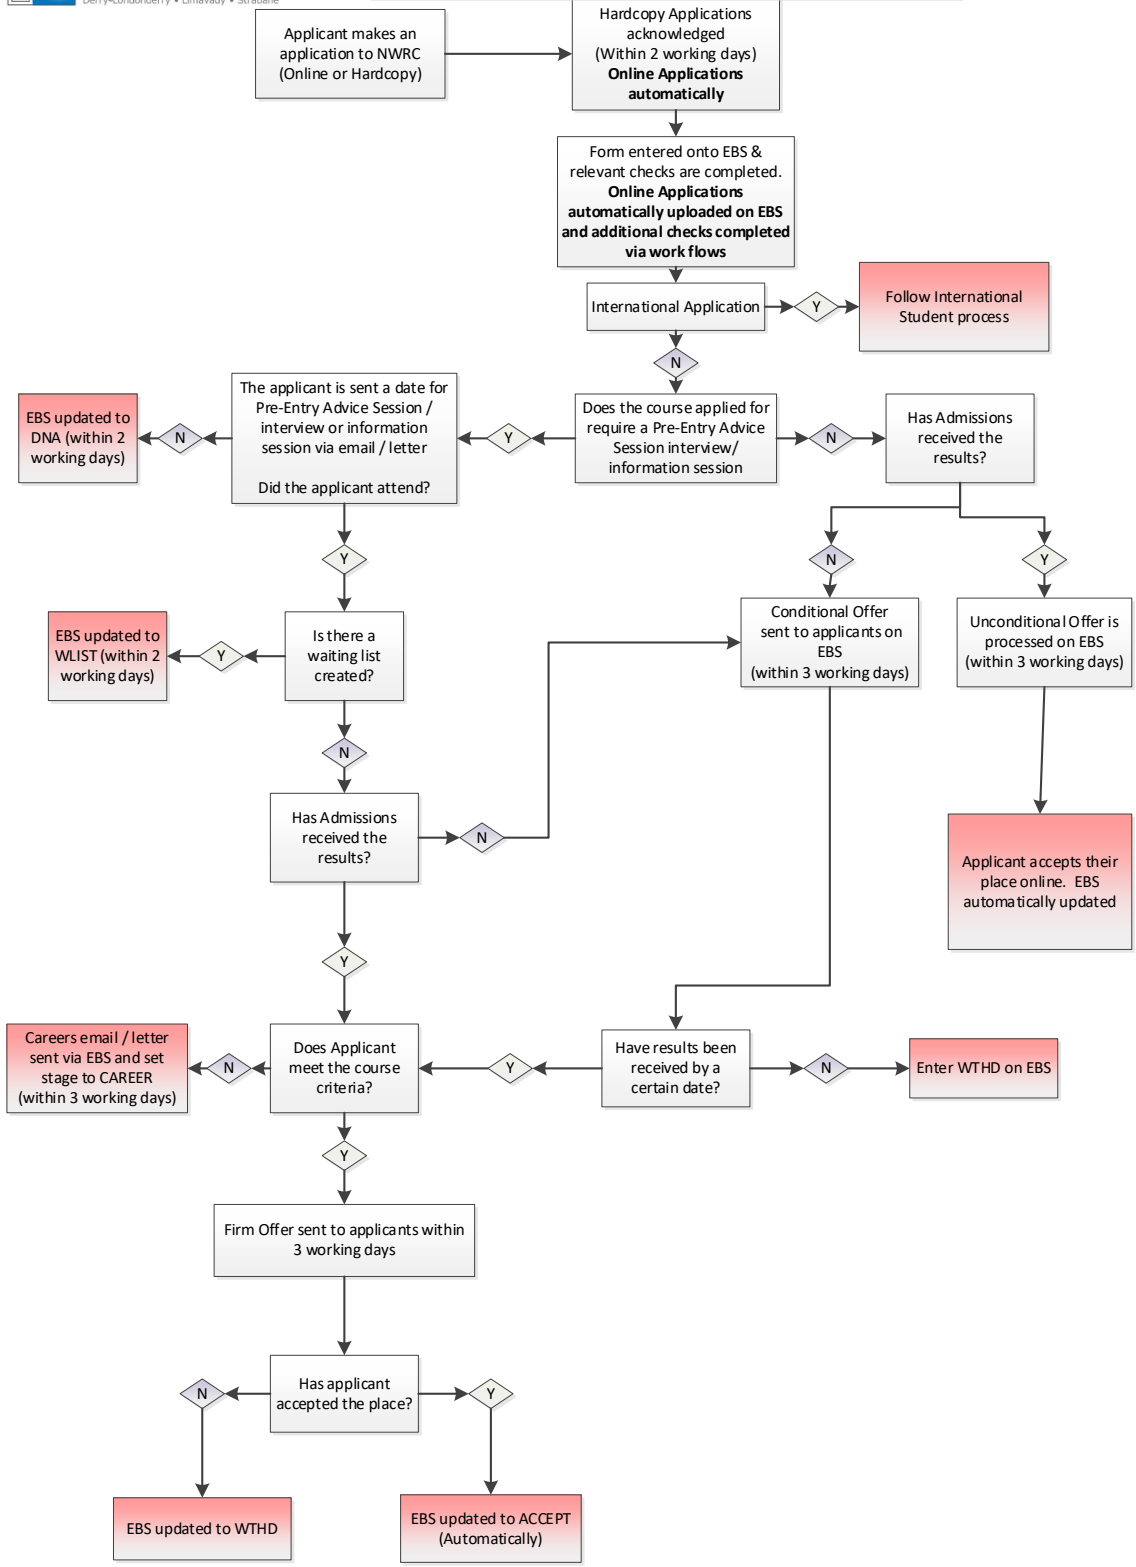 Derry~Londonderry • Limavady • Strabane
Applicant makes an
application to NWRC
(Online or Hardcopy)
Hardcopy Applications
acknowledged
(Within 2 working days)
Online Applications
automatically
Form entered onto EBS &
relevant checks are completed.
Online Applications
automatically uploaded on EBS
and additional checks completed
via work flows
International Application
Y
Follow International
Student process
N
EBS updated to
DNA (within 2
working days)
N
The applicant is sent a date for
Pre-Entry Advice Session /
interview or information
session via email / letter
Did the applicant attend?
Y
Does the course applied for
require a Pre-Entry Advice
Session interview/
information session
N
Has Admissions
received the
results?
Y
N
Y
EBS updated to
WLIST (within 2
working days)
Y
Is there a
waiting list
created?
Conditional Offer
sent to applicants on
EBS
(within 3 working days)
Unconditional Offer is
processed on EBS
(within 3 working days)
N
Has Admissions
received the
results?
N
Applicant accepts their
place online. EBS
automatically updated
Y
Careers email / letter
sent via EBS and set
stage to CAREER
(within 3 working days)
N
Does Applicant
meet the course
criteria?
Y
Have results been
received by a
certain date?
N
Enter WTHD on EBS
Y
Firm Offer sent to applicants within
3 working days
N
Has applicant
accepted the place?
Y
EBS updated to WTHD
EBS updated to ACCEPT
(Automatically)